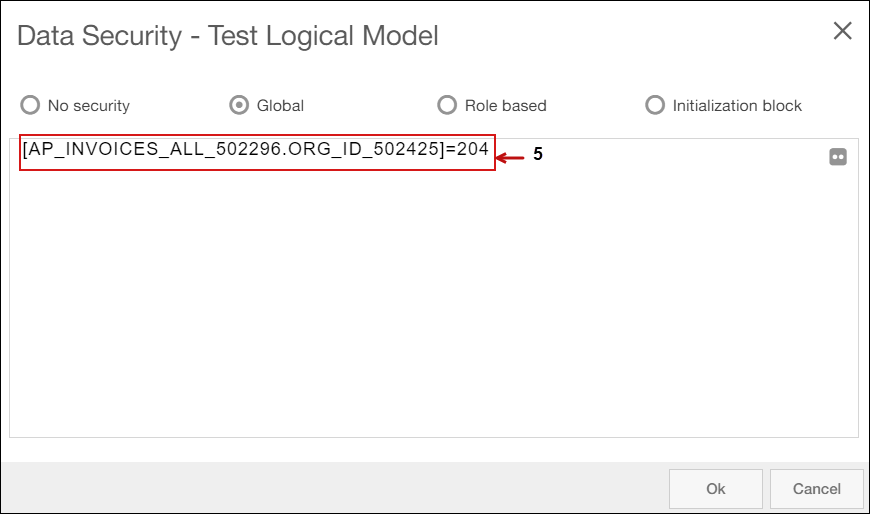 Data Security - Test Logical Model
No security Global Role based Initialization block
[AP_INVOICES_ALL_502296.ORG_ID_502425]=204
5
Ok Cancel